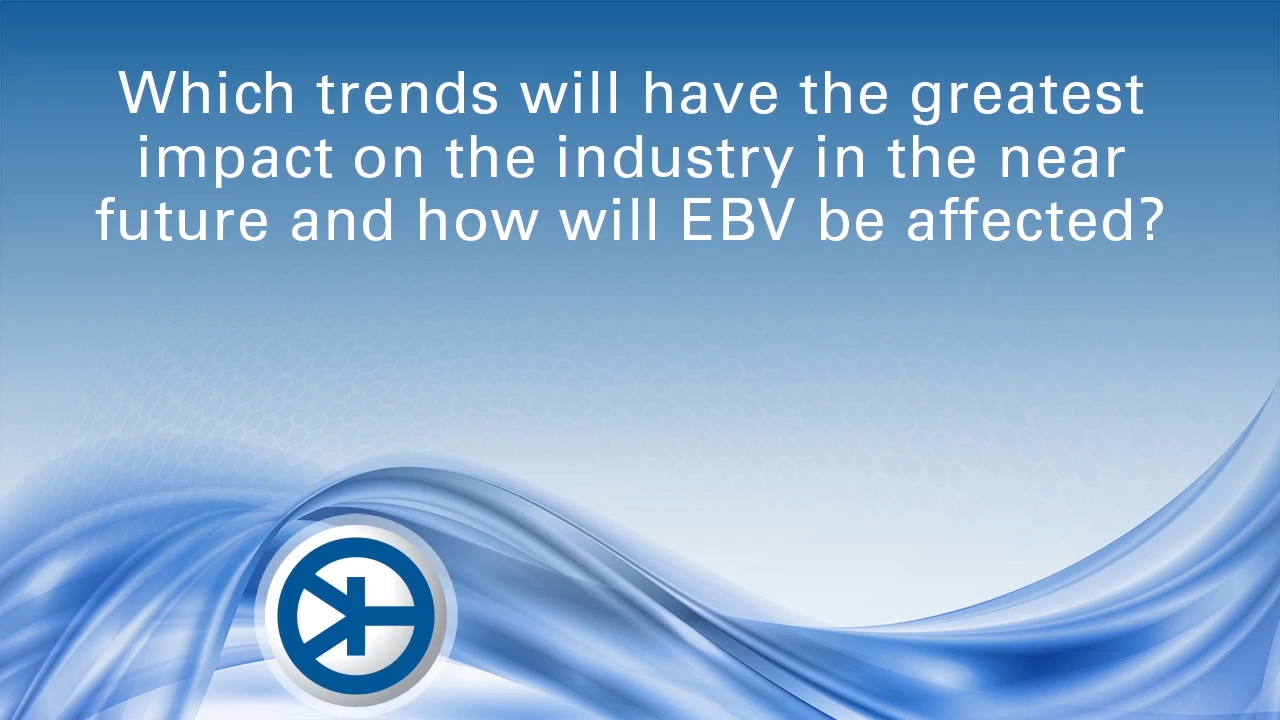 Which trends will have the greatest
impact on the industry in the near
future and how will EBV be affected?